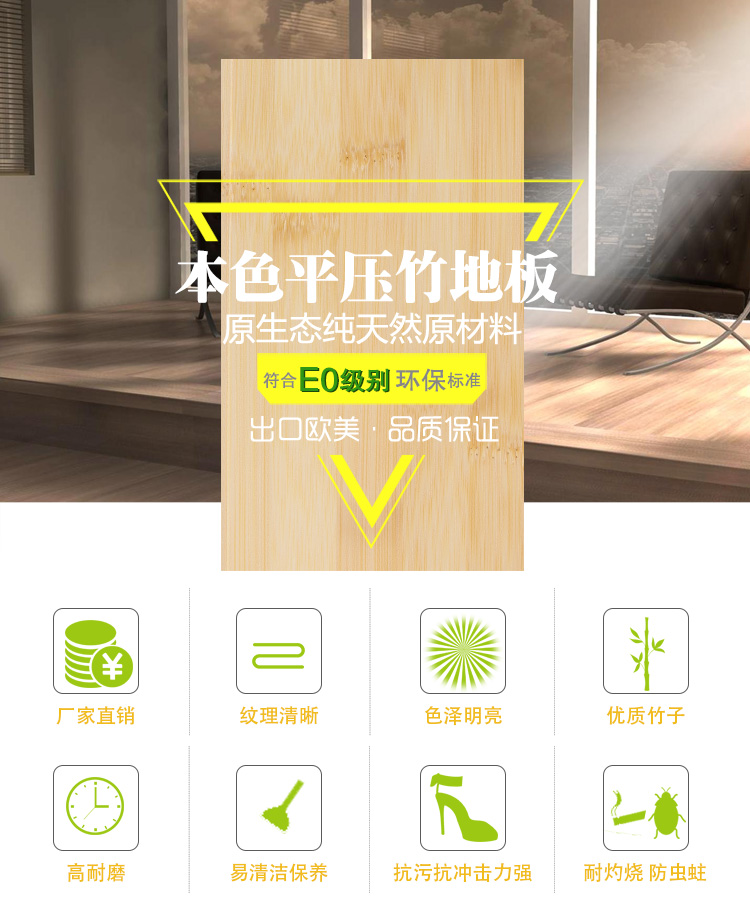 本色平压竹地板
原生态纯天然原材料
符合E0级别环保标准
出口欧美·品质保证
¥
厂家直销 纹理清晰 色泽明亮 优质竹子
高耐磨 易清洁保养 抗污抗冲击力强 耐灼烧 防虫蛀